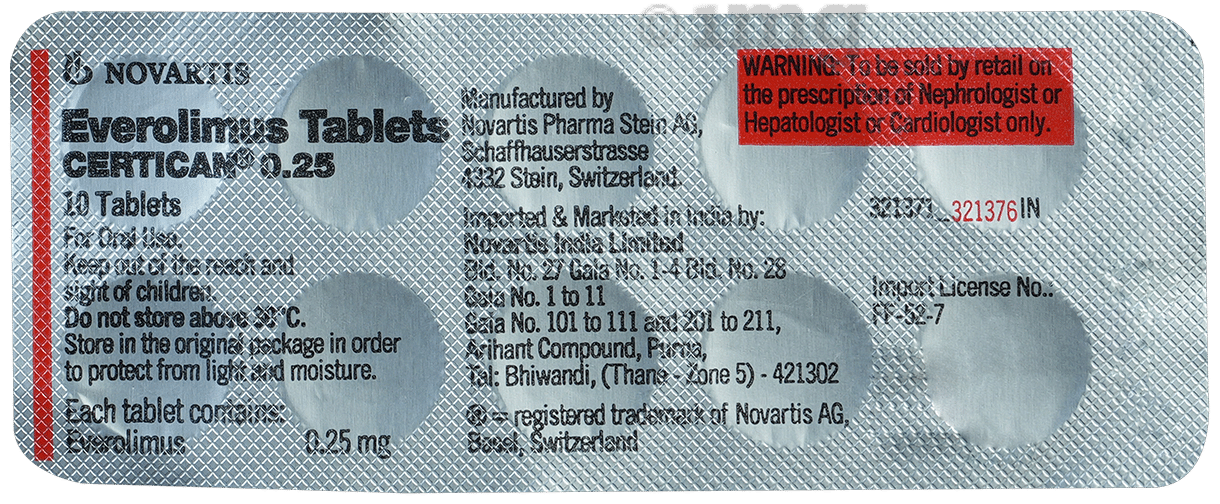 1mg
NOVARTIS
Everolimus Tablets
CERTICAN® 0.25
10 Tablets
For Oral Use.
Keep out of the reach and
sight of children.
Do not store above 30°C.
Store in the original package in order
to protect from light and moisture.
Each tablet contains:
Everolimus 0.25 mg
Manufactured by
Novartis Pharma Stein AG,
Schaffhauserstrasse
4332 Stein, Switzerland.
Imported & Marketed in India by:
Novartis India Limited
Bld. No. 27 Gala No. 1-4 Bld. No. 28
Gala No. 1 to 11
Gala No. 101 to 111 and 201 to 211,
Arihant Compound, Purna,
Tal: Bhiwandi, (Thane - Zone 5) - 421302
® = registered trademark of Novartis AG,
Basel, Switzerland
WARNING: To be sold by retail on
the prescription of Nephrologist or
Hepatologist or Cardiologist only.
321371 321376 IN
Import License No.:
FF-52-7